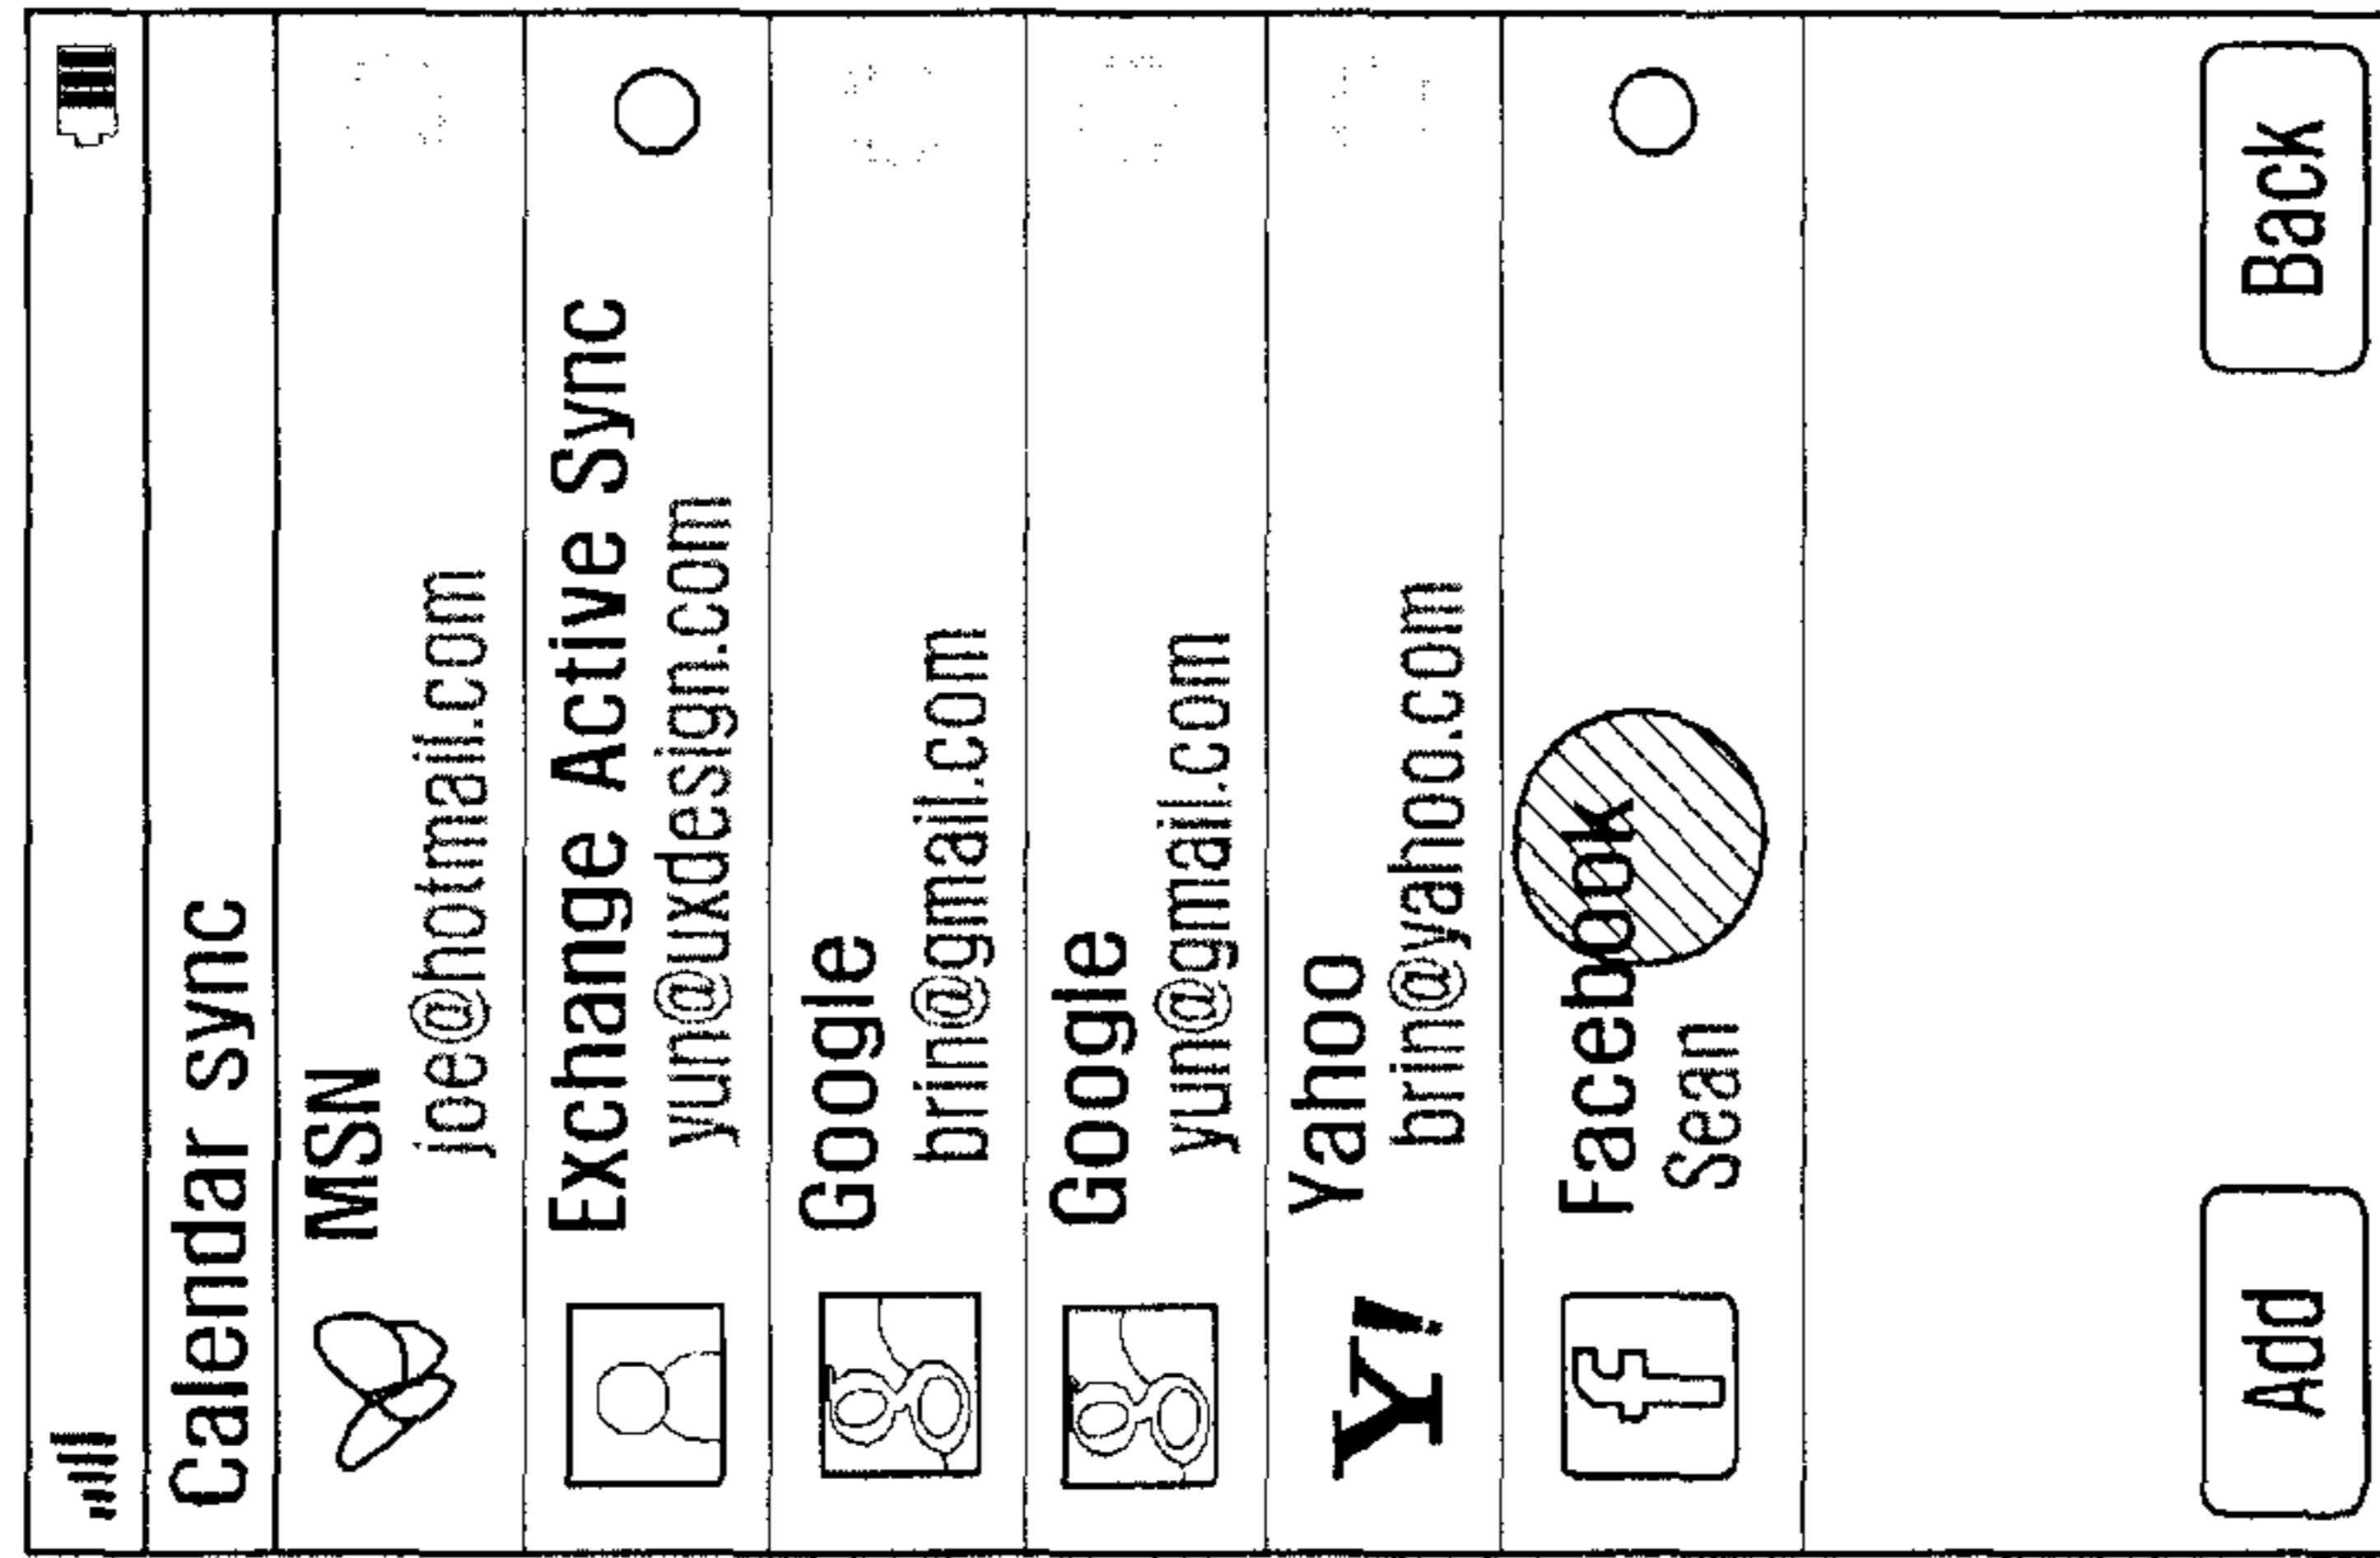 Calendar sync
MSN
joe@hotmail.com
Exchange Active Sync
yun@uxdesign.com
Google
brin@gmail.com
Google
yun@gmail.com
Y! Yahoo
brin@yahoo.com
f Facebook
Sean
Add Back